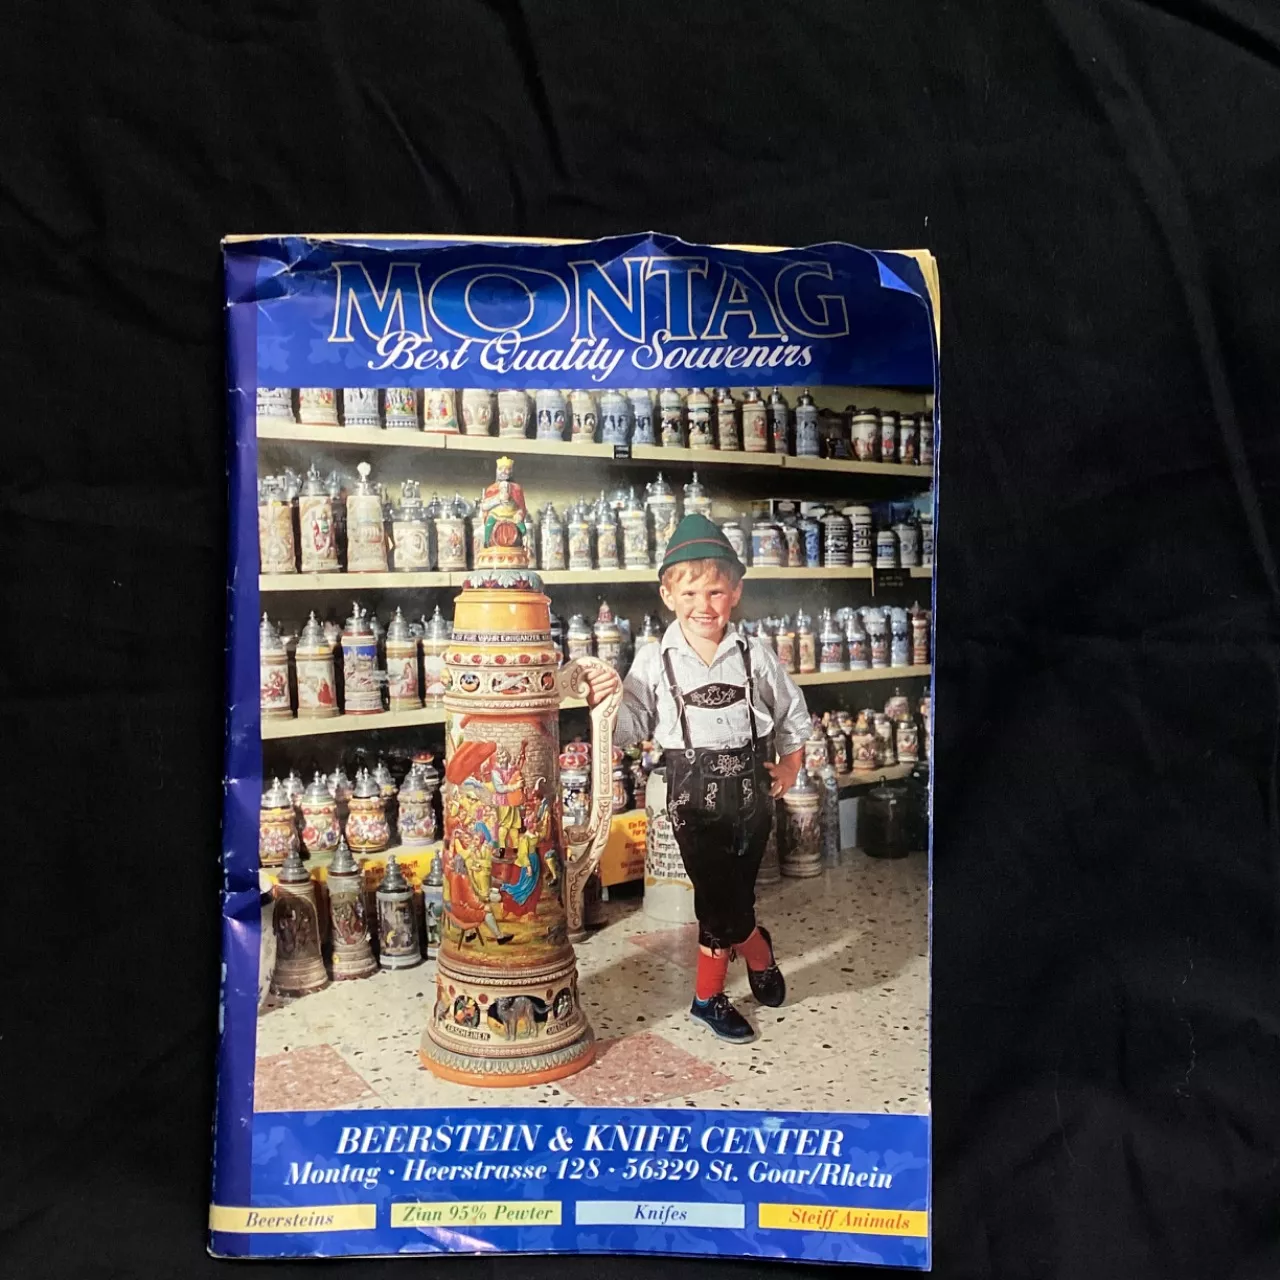 MONTAG
Best Quality Souvenirs
ERSCHEINEN
BEERSTEIN & KNIFE CENTER
Montag · Heerstrasse 128 · 56329 St. Goar/Rhein
Beersteins
Zinn 95% Pewter
Knifes
Steiff Animals